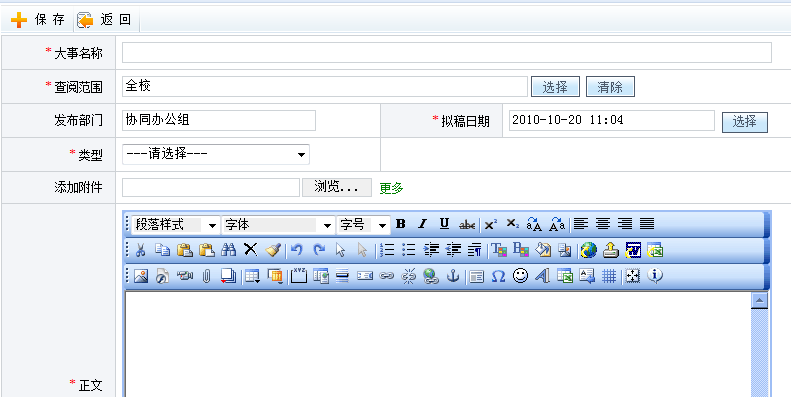 保 存 返 回
*大事名称
*查阅范围 全校 选择 清除
发布部门 协同办公组 *拟稿日期 2010-10-20 11:04 选择
*类型 ---请选择---
添加附件 浏览... 更多
段落样式 字体 字号 B I U abc x² x₂
*正文